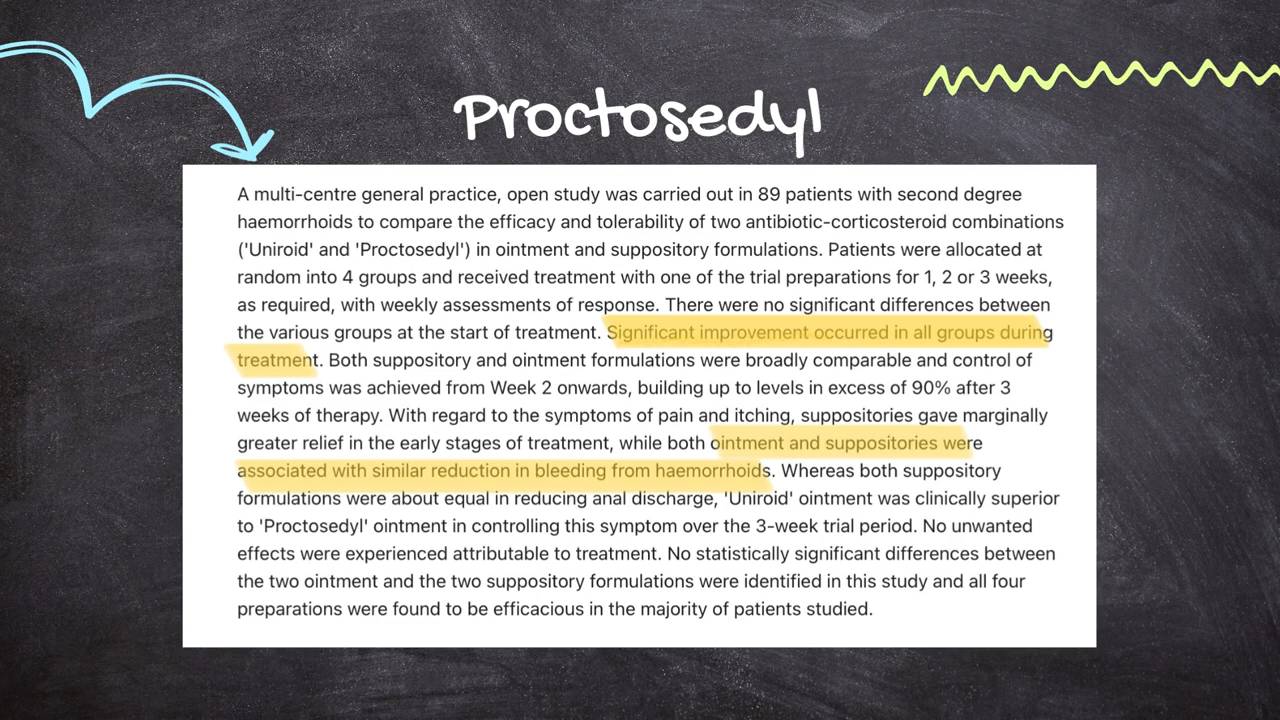 Proctosedyl
A multi-centre general practice, open study was carried out in 89 patients with second degree
haemorrhoids to compare the efficacy and tolerability of two antibiotic-corticosteroid combinations
('Uniroid' and 'Proctosedyl') in ointment and suppository formulations. Patients were allocated at
random into 4 groups and received treatment with one of the trial preparations for 1, 2 or 3 weeks,
as required, with weekly assessments of response. There were no significant differences between
the various groups at the start of treatment. Significant improvement occurred in all groups during
treatment. Both suppository and ointment formulations were broadly comparable and control of
symptoms was achieved from Week 2 onwards, building up to levels in excess of 90% after 3
weeks of therapy. With regard to the symptoms of pain and itching, suppositories gave marginally
greater relief in the early stages of treatment, while both ointment and suppositories were
associated with similar reduction in bleeding from haemorrhoids. Whereas both suppository
formulations were about equal in reducing anal discharge, 'Uniroid' ointment was clinically superior
to 'Proctosedyl' ointment in controlling this symptom over the 3-week trial period. No unwanted
effects were experienced attributable to treatment. No statistically significant differences between
the two ointment and the two suppository formulations were identified in this study and all four
preparations were found to be efficacious in the majority of patients studied.